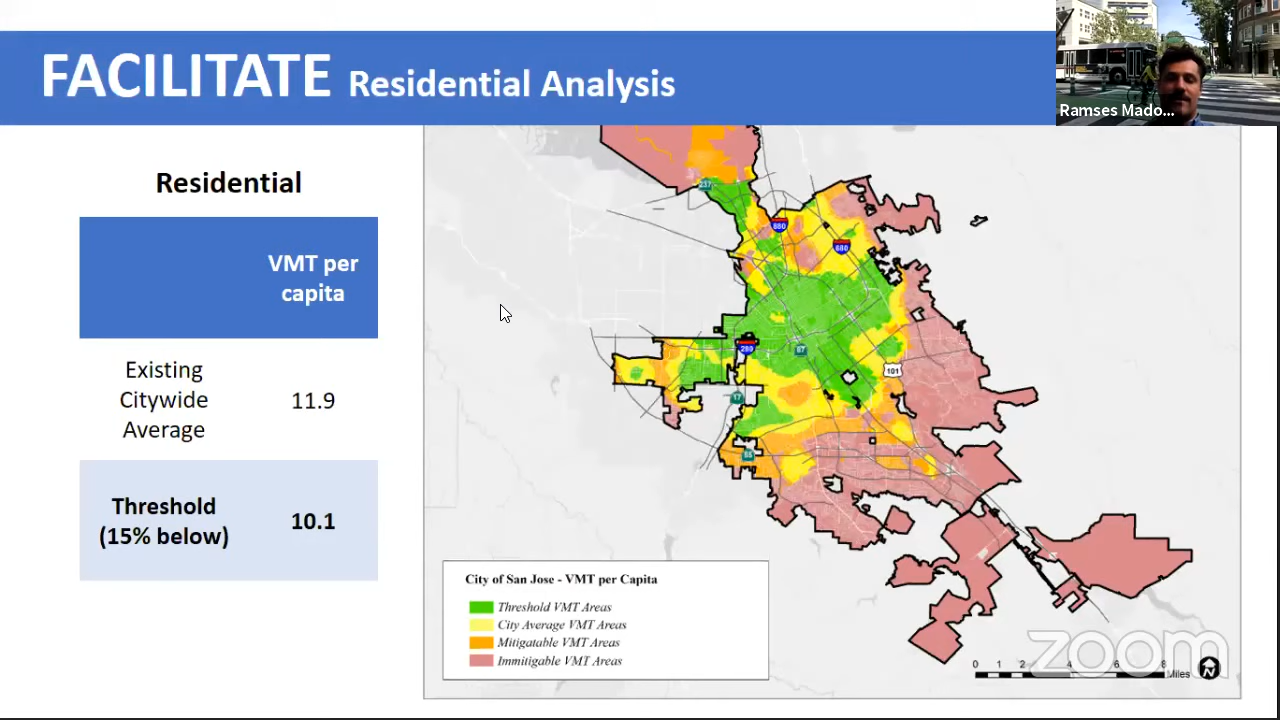 FACILITATE Residential Analysis
Ramses Mado...
Residential
VMT per
capita
Existing
Citywide
Average
11.9
Threshold
(15% below)
10.1
237
880
680
280
87
101
17
85
City of San Jose - VMT per Capita
Threshold VMT Areas
City Average VMT Areas
Mitigatable VMT Areas
Immitigable VMT Areas
0 1 2 4 6 8
Miles
N
zoom